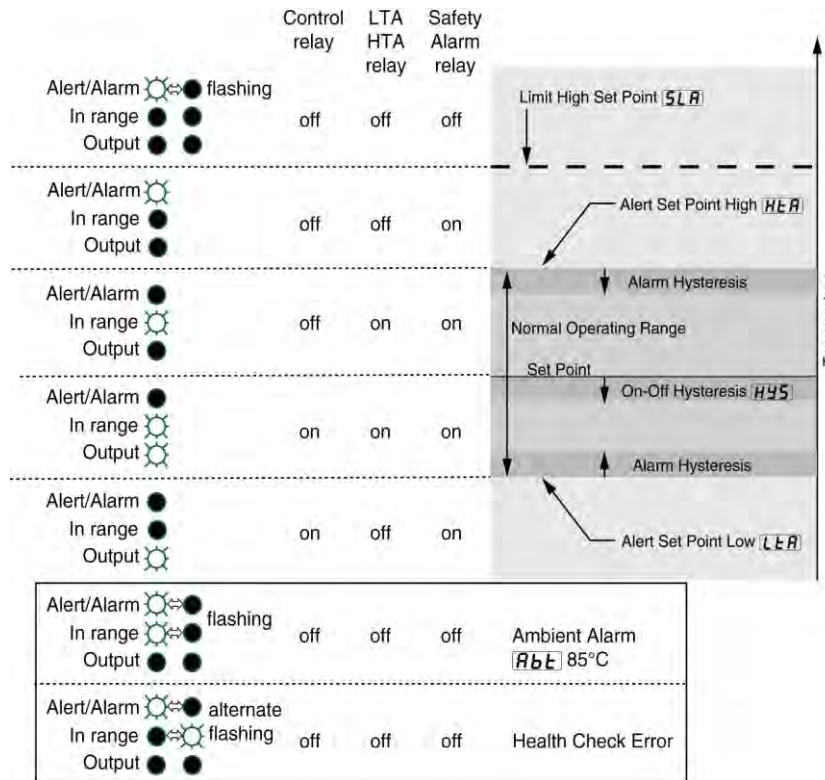 Control LTA Safety
relay HTA Alarm
relay relay
Alert/Alarm flashing
In range off off off
Output
Limit High Set Point SLA
Alert/Alarm
In range off off on
Output
Alert Set Point High HtA
Alert/Alarm
In range off on on
Output
Alarm Hysteresis
Normal Operating Range
Set Point
Alert/Alarm
In range on on on
Output
On-Off Hysteresis HYS
Alarm Hysteresis
Alert/Alarm
In range on off on
Output
Alert Set Point Low LtA
Alert/Alarm flashing
In range off off off Ambient Alarm
Output Abt 85°C
Alert/Alarm alternate
In range flashing off off off Health Check Error
Output